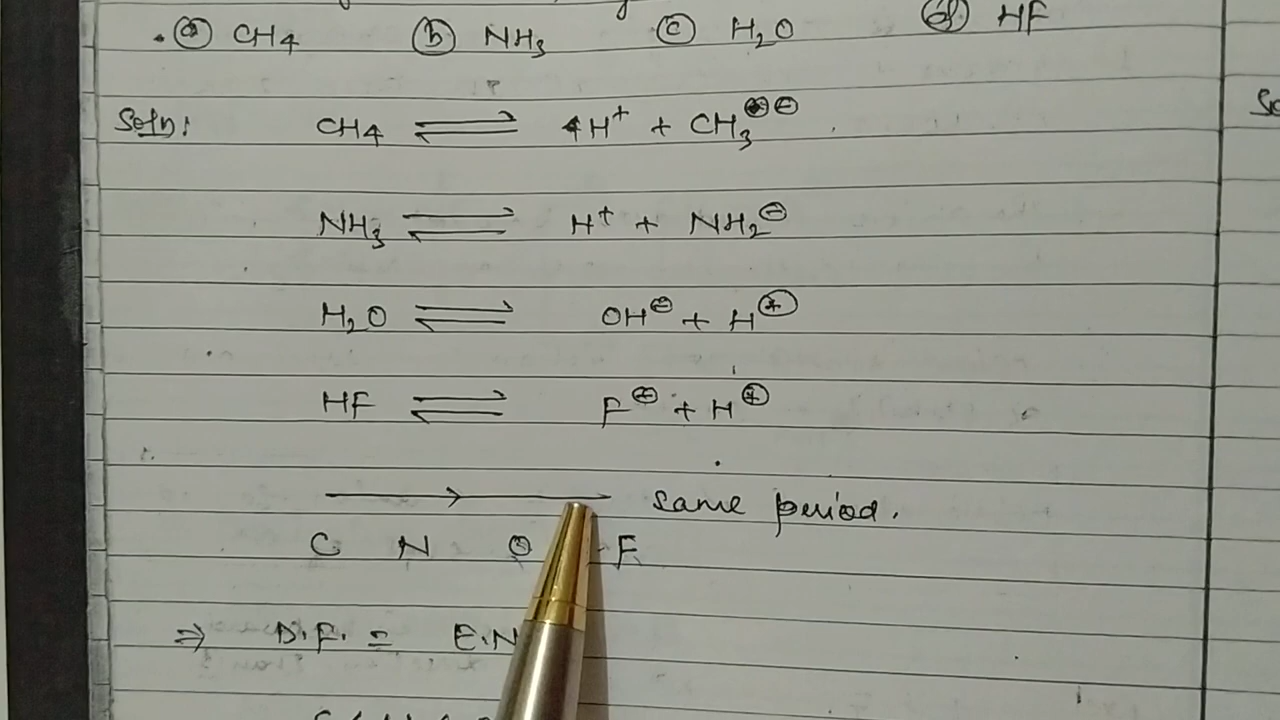 (a) CH4 (b) NH3 (c) H2O (d) HF
Soln: CH4 ⇌ H+ + CH3⊖
NH3 ⇌ H+ + NH2⊖
H2O ⇌ OH⊖ + H⊕
HF ⇌ F⊖ + H⊕
→ same period.
C N O F
⇒ D.F. = E.N